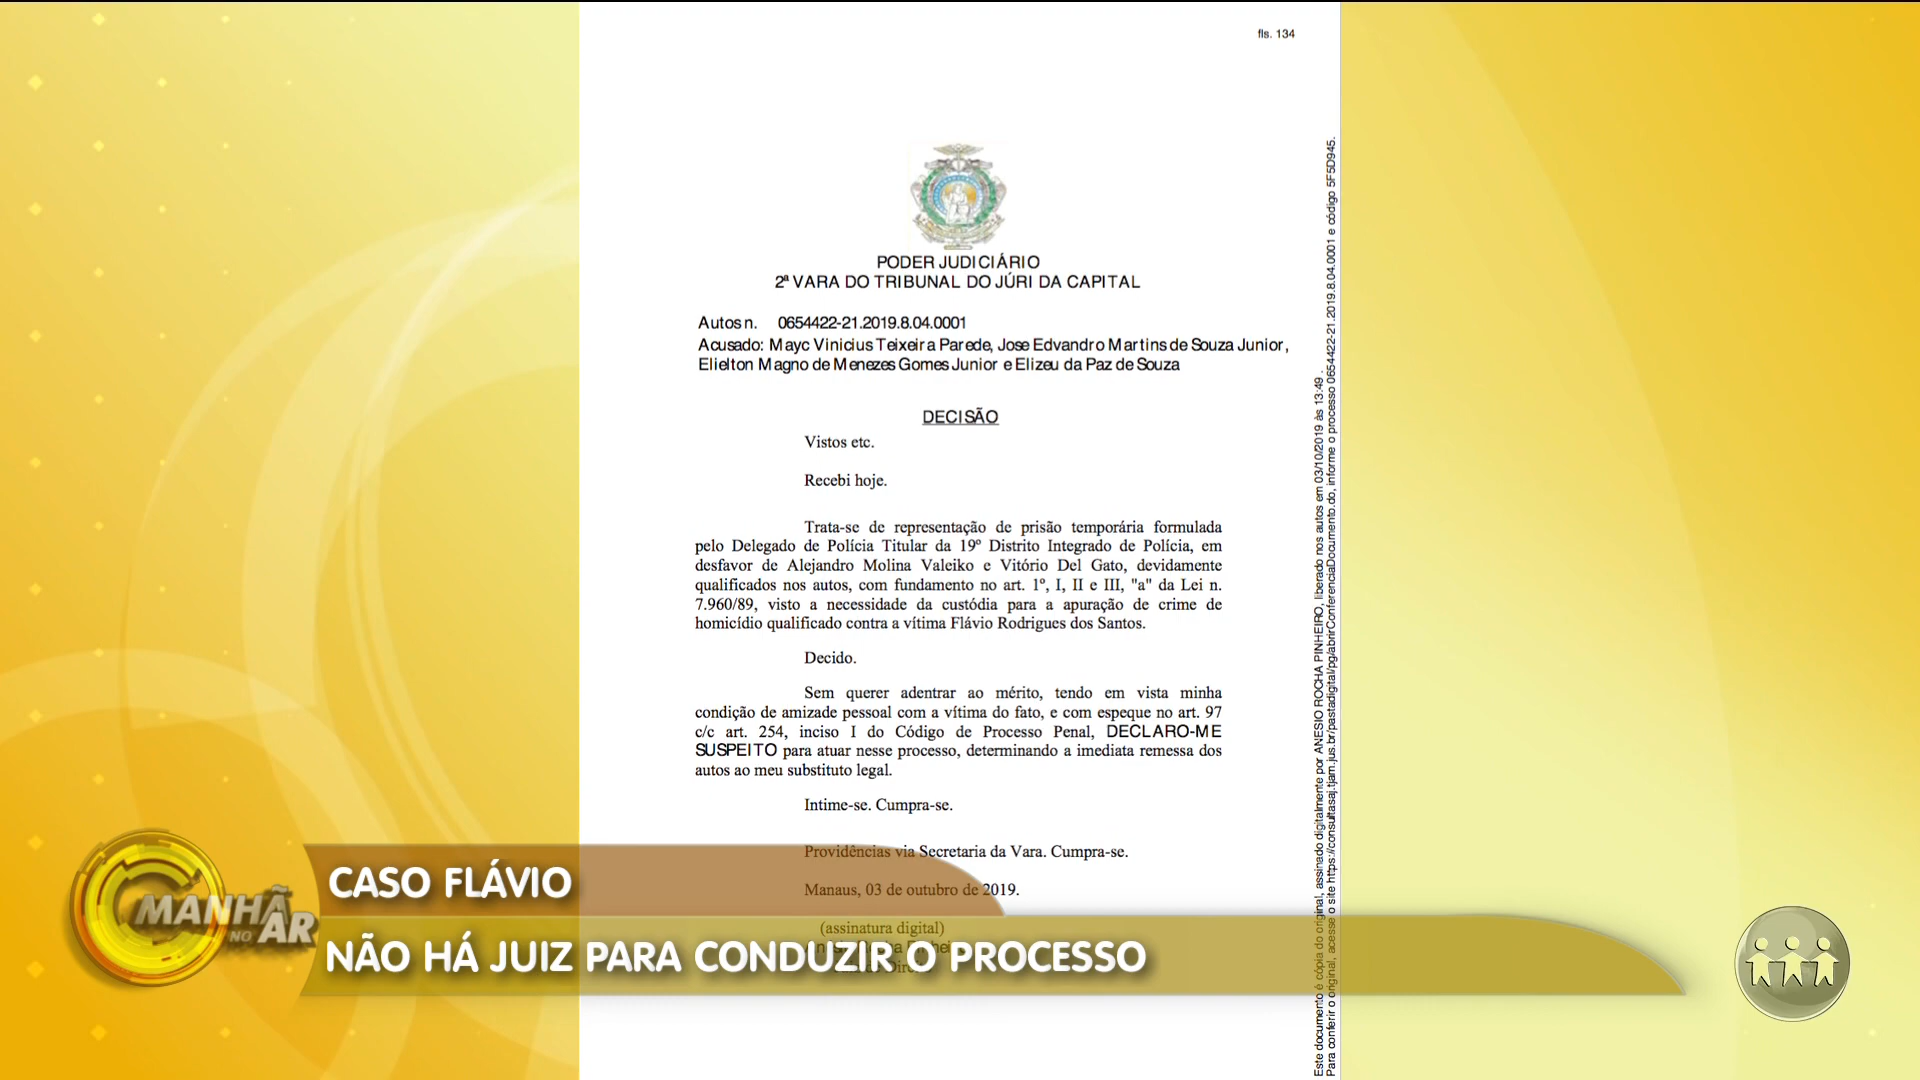 fls. 134
PODER JUDICIÁRIO
2ª VARA DO TRIBUNAL DO JÚRI DA CAPITAL
Autos n. 0654422-21.2019.8.04.0001
Acusado: Mayc Vinicius Teixeira Parede, Jose Edvandro Martins de Souza Junior,
Elielton Magno de Menezes Gomes Junior e Elizeu da Paz de Souza
DECISÃO
Vistos etc.
Recebi hoje.
Trata-se de representação de prisão temporária formulada
pelo Delegado de Polícia Titular da 19º Distrito Integrado de Polícia, em
desfavor de Alejandro Molina Valeiko e Vitório Del Gato, devidamente
qualificados nos autos, com fundamento no art. 1º, I, II e III, "a" da Lei n.
7.960/89, visto a necessidade da custódia para a apuração de crime de
homicídio qualificado contra a vítima Flávio Rodrigues dos Santos.
Decido.
Sem querer adentrar ao mérito, tendo em vista minha
condição de amizade pessoal com a vítima do fato, e com espeque no art. 97
c/c art. 254, inciso I do Código de Processo Penal, DECLARO-ME
SUSPEITO para atuar nesse processo, determinando a imediata remessa dos
autos ao meu substituto legal.
Intime-se. Cumpra-se.
Providências via Secretaria da Vara. Cumpra-se.
Manaus, 03 de outubro de 2019.
(assinatura digital)
Este documento é cópia do original, assinado digitalmente por ANESIO ROCHA PINHEIRO, liberado nos autos em 03/10/2019 às 13:49 .
Para conferir o original, acesse o site https://consultasaj.tjam.jus.br/pastadigital/pg/abrirConferenciaDocumento.do, informe o processo 0654422-21.2019.8.04.0001 e código 5F5D945.
MANHÃ
NO AR
CASO FLÁVIO
NÃO HÁ JUIZ PARA CONDUZIR O PROCESSO